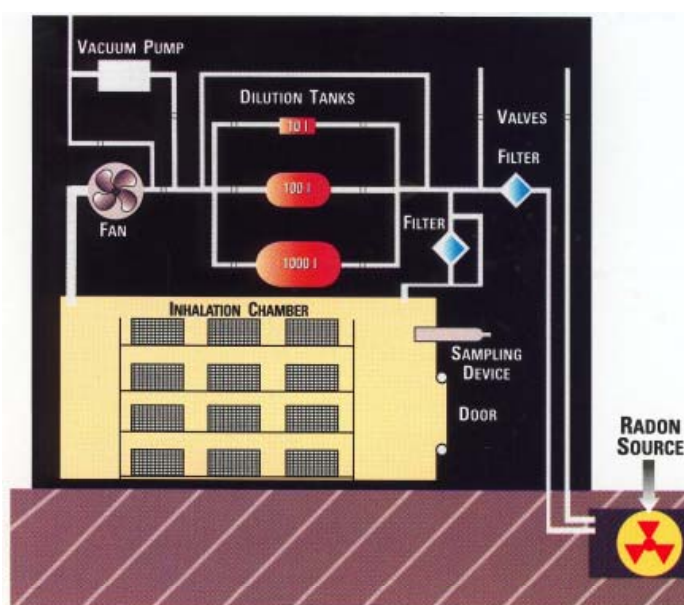 VACUUM PUMP
DILUTION TANKS
10 l
VALVES
100 l
FILTER
FAN
FILTER
1000 l
INHALATION CHAMBER
SAMPLING
DEVICE
DOOR
RADON
SOURCE